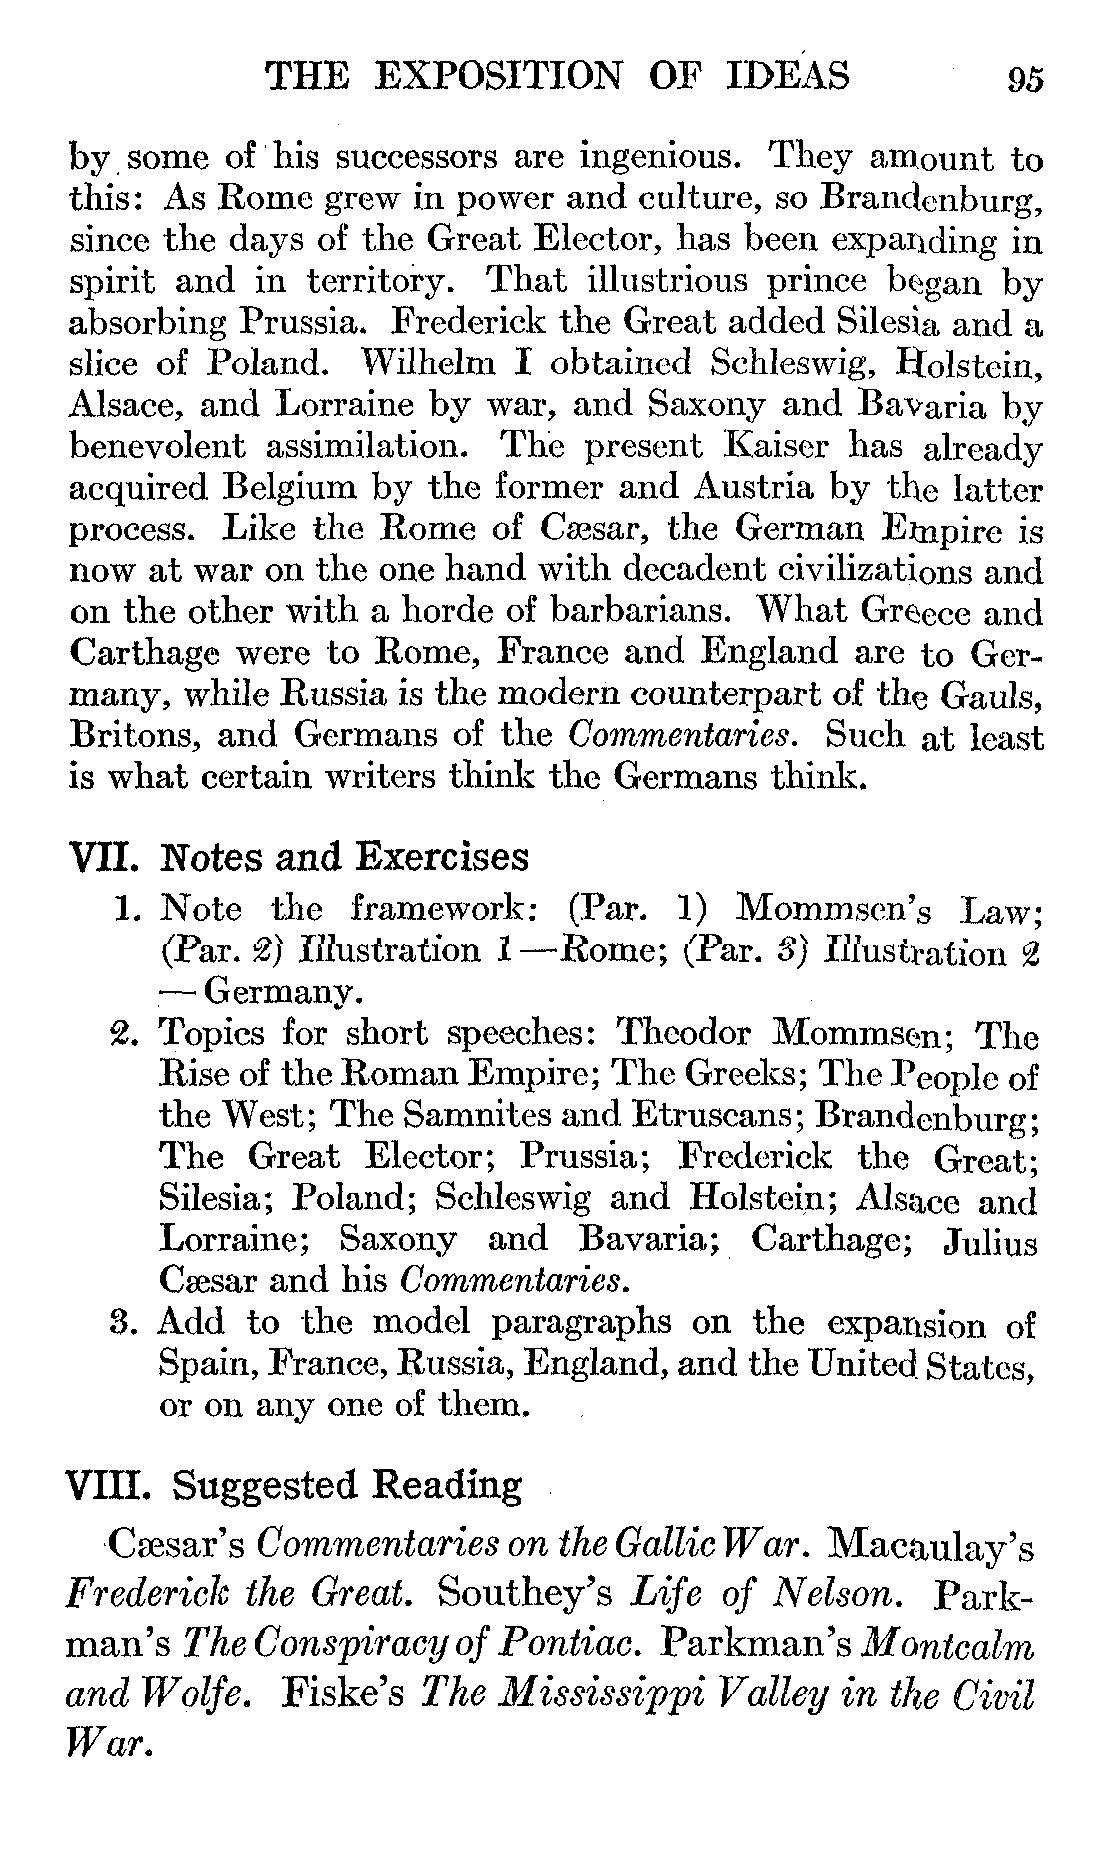 THE EXPOSITION OF IDEAS 95
by some of his successors are ingenious. They amount to
this: As Rome grew in power and culture, so Brandenburg,
since the days of the Great Elector, has been expanding in
spirit and in territory. That illustrious prince began by
absorbing Prussia. Frederick the Great added Silesia and a
slice of Poland. Wilhelm I obtained Schleswig, Holstein,
Alsace, and Lorraine by war, and Saxony and Bavaria by
benevolent assimilation. The present Kaiser has already
acquired Belgium by the former and Austria by the latter
process. Like the Rome of Cæsar, the German Empire is
now at war on the one hand with decadent civilizations and
on the other with a horde of barbarians. What Greece and
Carthage were to Rome, France and England are to Ger-
many, while Russia is the modern counterpart of the Gauls,
Britons, and Germans of the Commentaries. Such at least
is what certain writers think the Germans think.
VII. Notes and Exercises
1. Note the framework: (Par. 1) Mommsen's Law;
(Par. 2) Illustration 1—Rome; (Par. 3) Illustration 2
— Germany.
2. Topics for short speeches: Theodor Mommsen; The
Rise of the Roman Empire; The Greeks; The People of
the West; The Samnites and Etruscans; Brandenburg;
The Great Elector; Prussia; Frederick the Great;
Silesia; Poland; Schleswig and Holstein; Alsace and
Lorraine; Saxony and Bavaria; Carthage; Julius
Cæsar and his Commentaries.
3. Add to the model paragraphs on the expansion of
Spain, France, Russia, England, and the United States,
or on any one of them.
VIII. Suggested Reading
Cæsar's Commentaries on the Gallic War. Macaulay's
Frederick the Great. Southey's Life of Nelson. Park-
man's The Conspiracy of Pontiac. Parkman's Montcalm
and Wolfe. Fiske's The Mississippi Valley in the Civil
War.